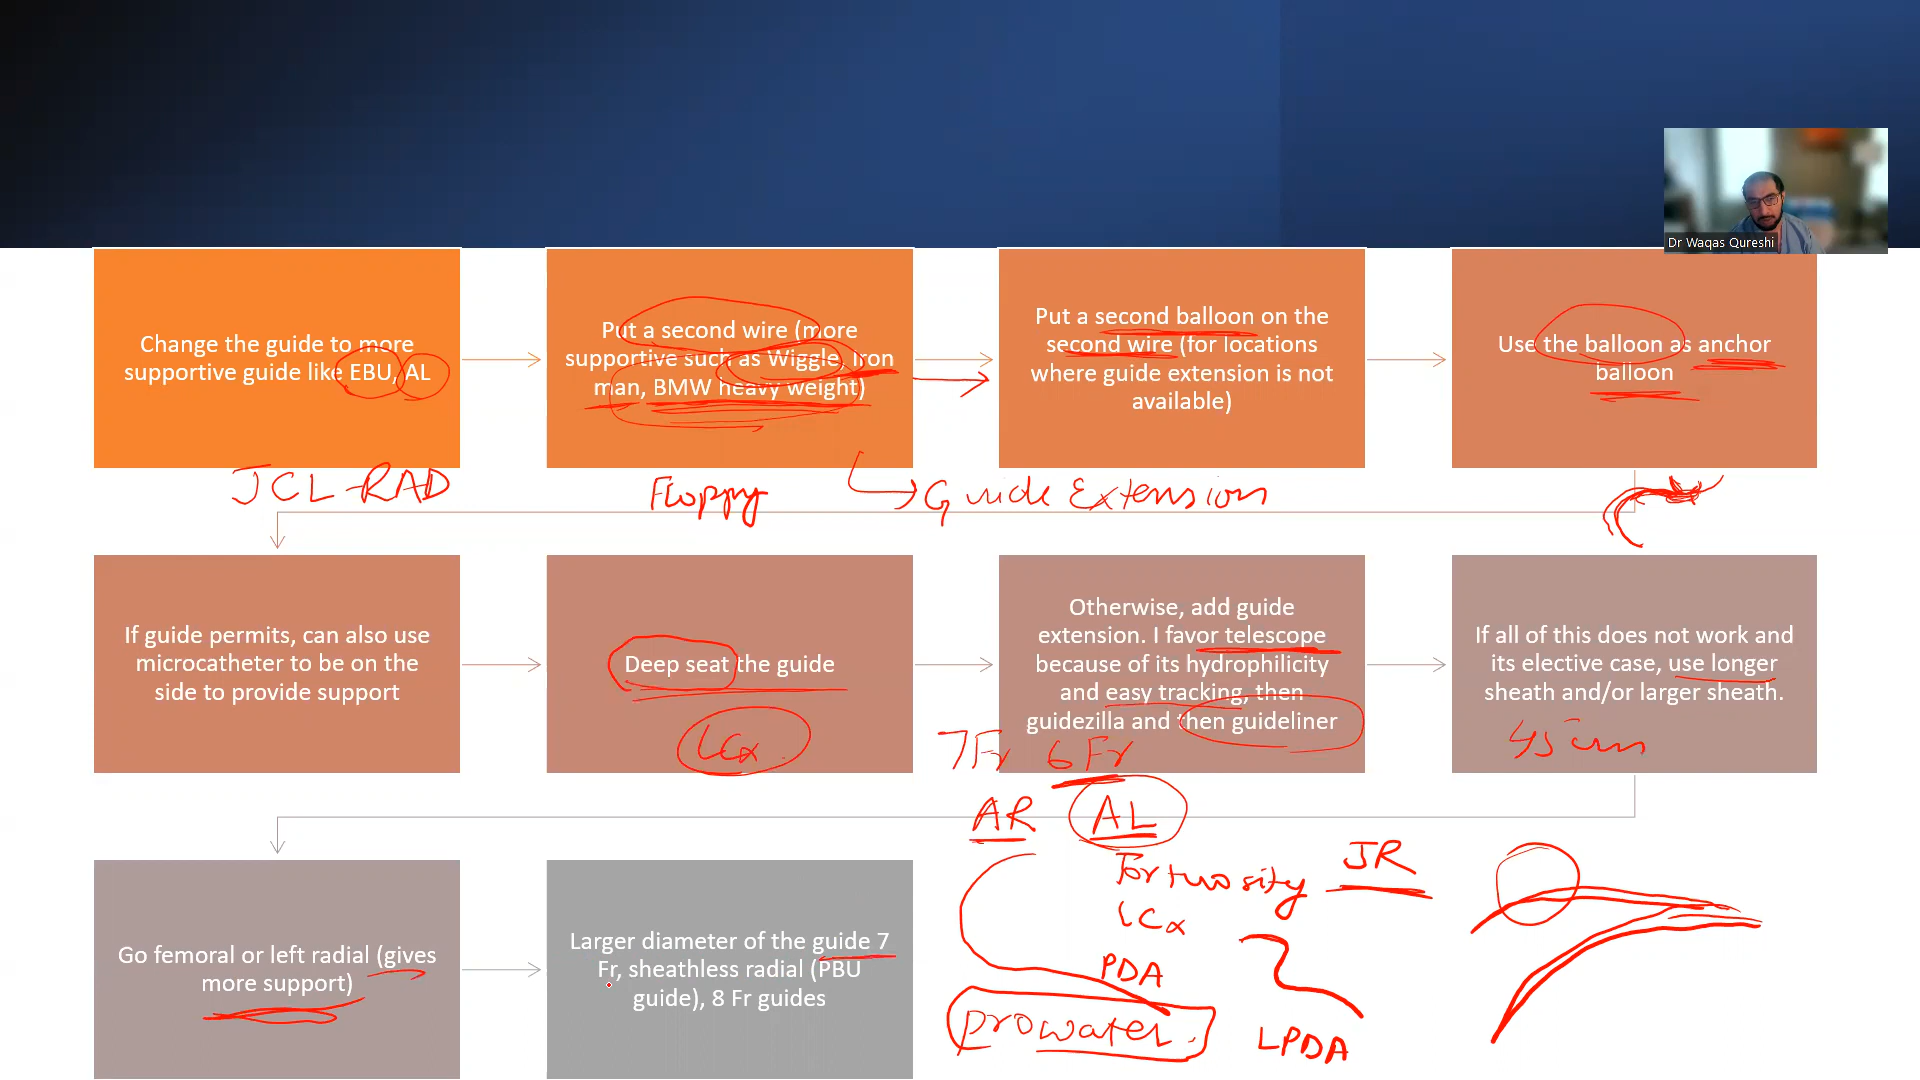 Dr Waqas Qureshi
Change the guide to more
supportive guide like EBU, AL
Put a second wire (more
supportive such as Wiggle, Iron
man, BMW heavy weight)
Put a second balloon on the
second wire (for locations
where guide extension is not
available)
Use the balloon as anchor
balloon
JCL-RAD
Floppy
Guide Extension
If guide permits, can also use
microcatheter to be on the
side to provide support
Deep seat the guide
LCx
Otherwise, add guide
extension. I favor telescope
because of its hydrophilicity
and easy tracking, then
guidezilla and then guideliner
If all of this does not work and
its elective case, use longer
sheath and/or larger sheath.
45 cm
7Fr 6Fr
AR AL
Tortuosity JR
LCx
PDA
prowater
LPDA
Go femoral or left radial (gives
more support)
Larger diameter of the guide 7
Fr, sheathless radial (PBU
guide), 8 Fr guides